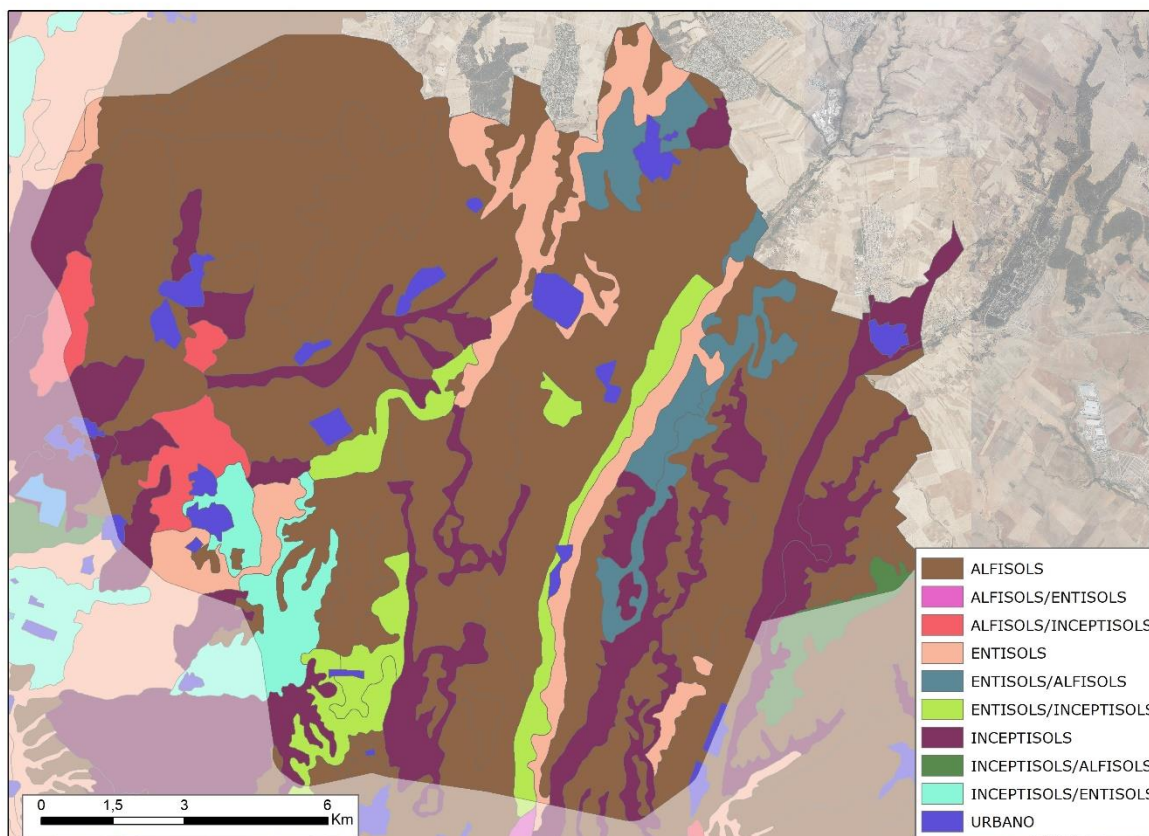 ALFISOLS
ALFISOLS/ENTISOLS
ALFISOLS/INCEPTISOLS
ENTISOLS
ENTISOLS/ALFISOLS
ENTISOLS/INCEPTISOLS
INCEPTISOLS
INCEPTISOLS/ALFISOLS
INCEPTISOLS/ENTISOLS
URBANO
0 1,5 3 6
Km